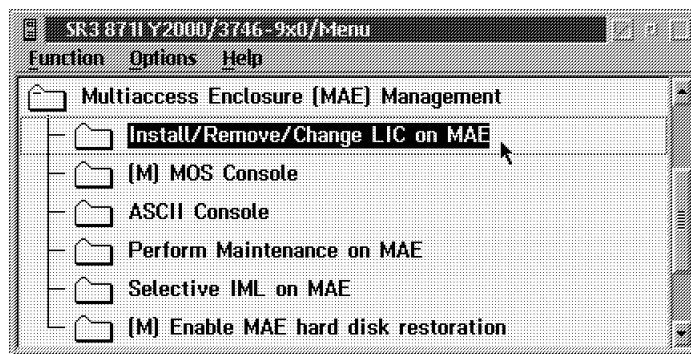 SR3 871I Y2000/3746-9x0/Menu
Function Options Help
Multiaccess Enclosure (MAE) Management
Install/Remove/Change LIC on MAE
(M) MOS Console
ASCII Console
Perform Maintenance on MAE
Selective IML on MAE
(M) Enable MAE hard disk restoration